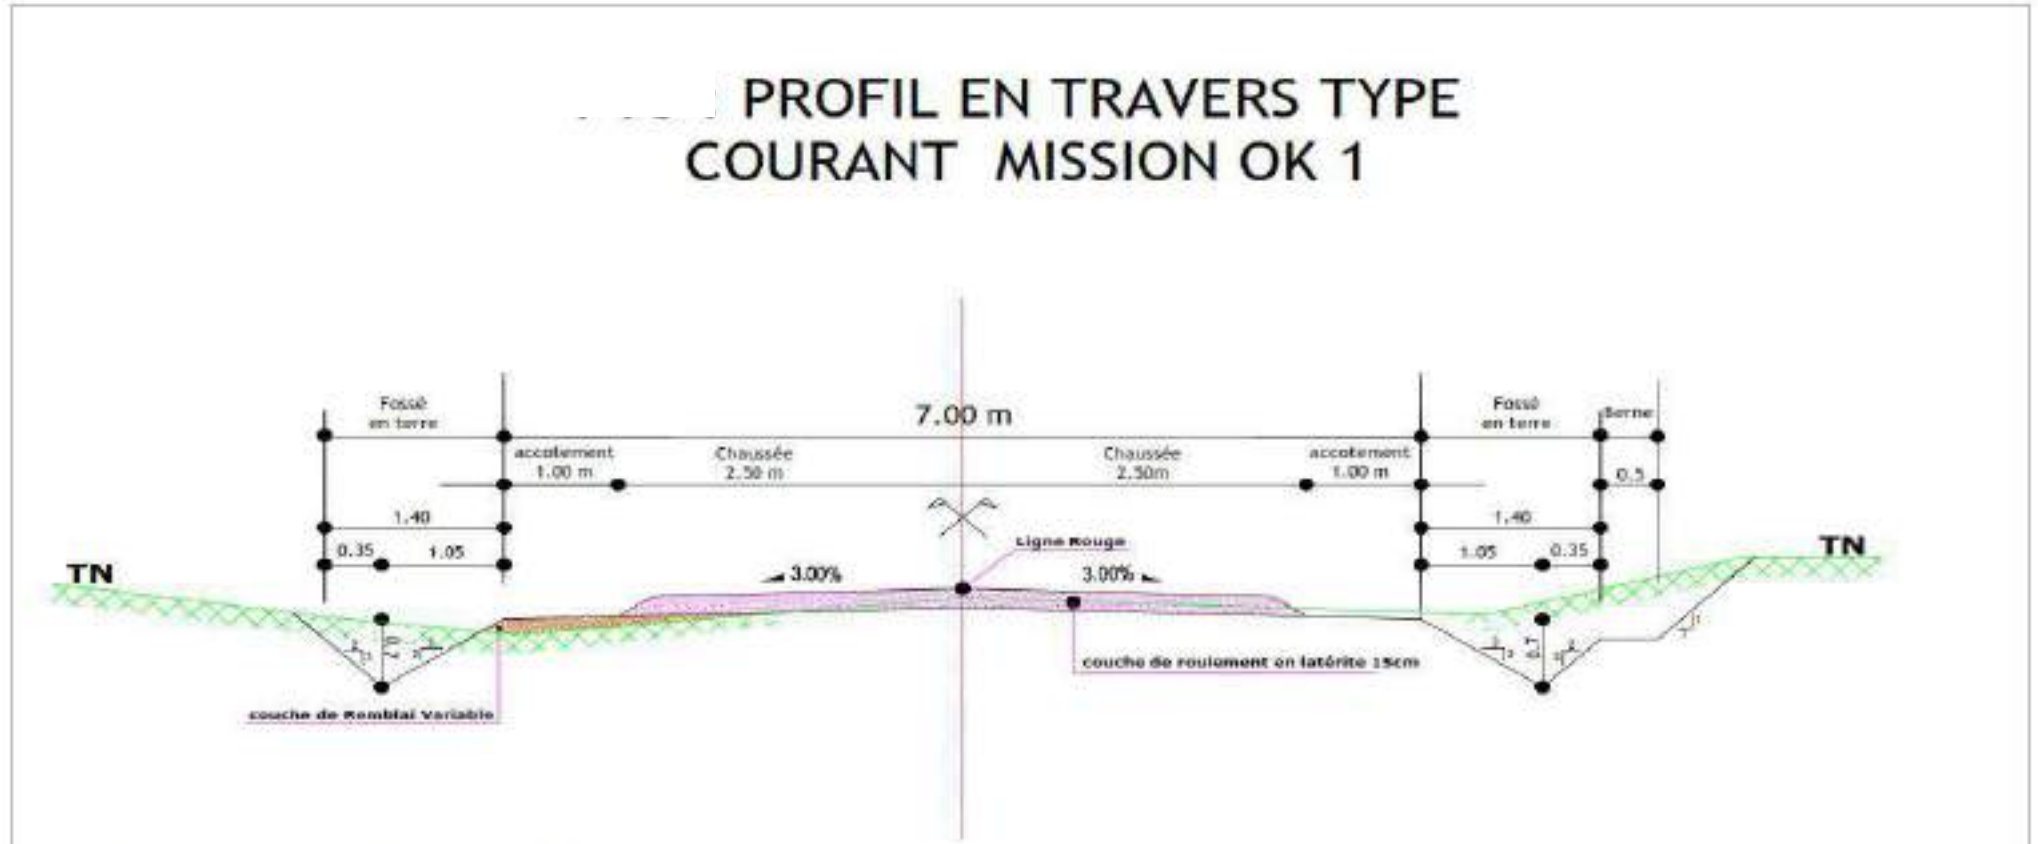 PROFIL EN TRAVERS TYPE
COURANT MISSION OK 1
Fossé
en terre
7.00 m
Fossé
en terre
Berne
accotement
1.00 m
Chaussée
2.50 m
Chaussée
2.50m
accotement
1.00 m
0.5
1.40
1.40
0.35
1.05
1.05
0.35
TN
TN
Ligne Rouge
3.00%
3.00%
0.7
couche de roulement en latérite 15cm
couche de Remblai Variable